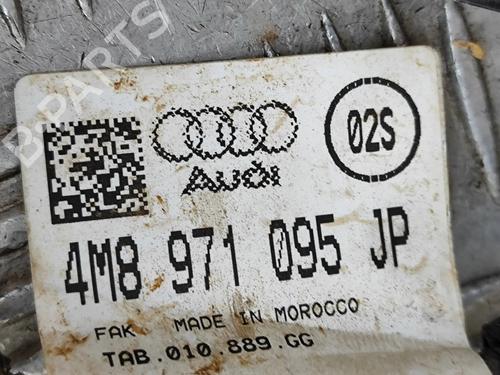 B-PARTS
AUDI
02S
4M8 971 095 JP
FAK MADE IN MOROCCO
TAB.010.889.GG